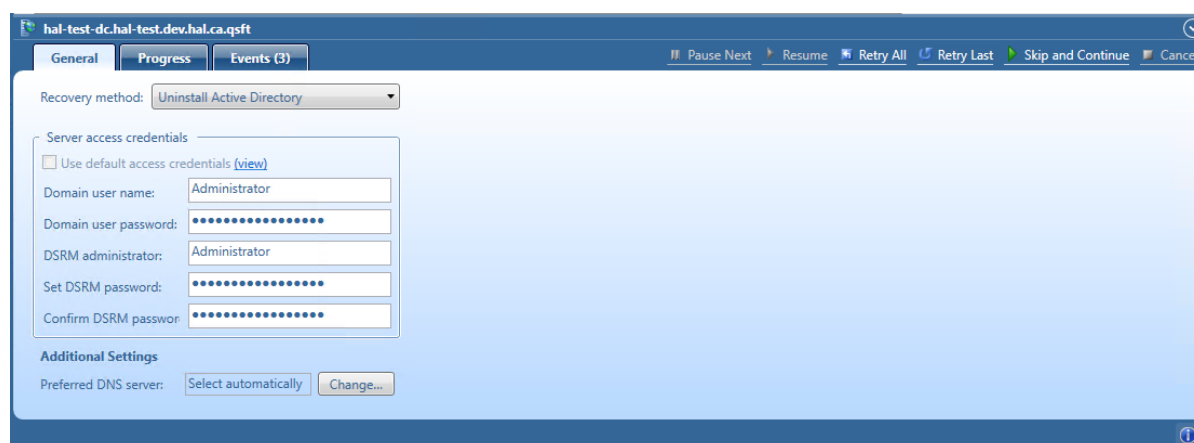 hal-test-dc.hal-test.dev.hal.ca.qsft
General Progress Events (3) Pause Next Resume Retry All Retry Last Skip and Continue Cance
Recovery method: Uninstall Active Directory
Server access credentials
Use default access credentials (view)
Domain user name: Administrator
Domain user password: •••••••••••••••••
DSRM administrator: Administrator
Set DSRM password: •••••••••••••••••
Confirm DSRM passwor •••••••••••••••••
Additional Settings
Preferred DNS server: Select automatically Change...